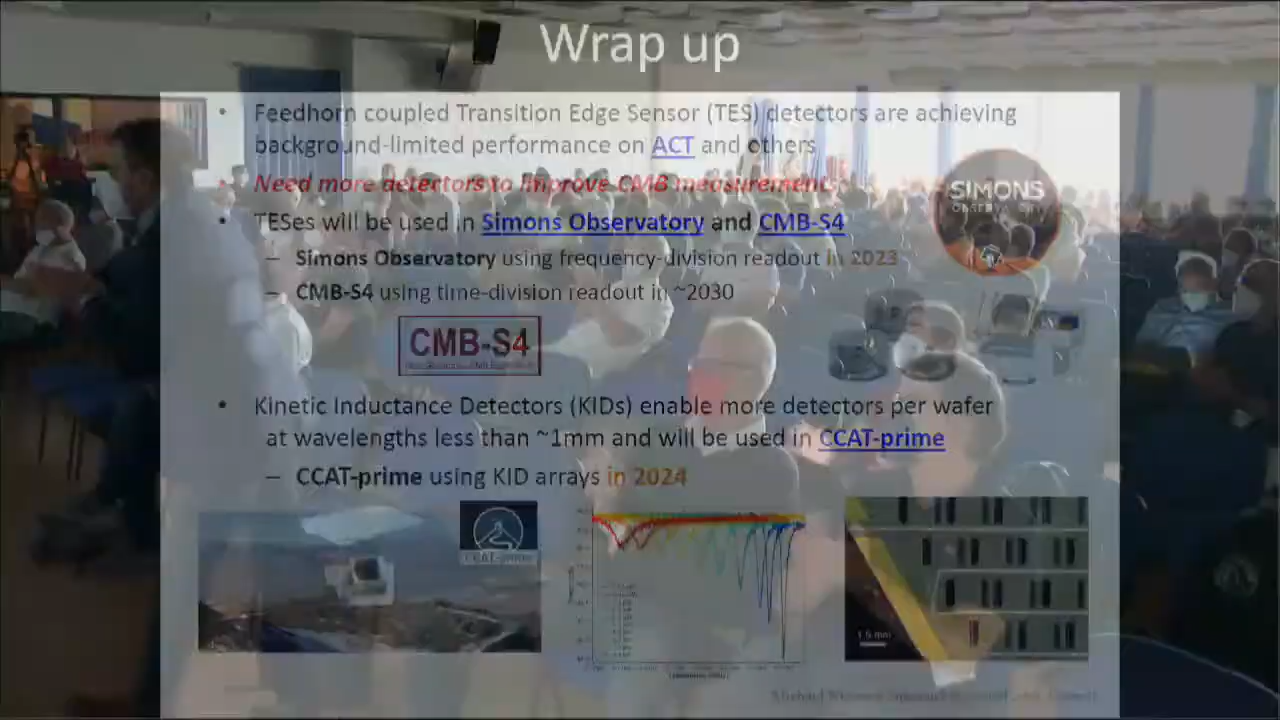 Wrap up
• Feedhorn coupled Transition Edge Sensor (TES) detectors are achieving
background-limited performance on ACT and others
• Need more detectors to improve CMB measurements
• TESes will be used in Simons Observatory and CMB-S4
– Simons Observatory using frequency-division readout in 2023
– CMB-S4 using time-division readout in ~2030
SIMONS
OBSERVATORY
CMB-S4
• Kinetic Inductance Detectors (KIDs) enable more detectors per wafer
at wavelengths less than ~1mm and will be used in CCAT-prime
– CCAT-prime using KID arrays in 2024
CCAT-prime
1.5 mm